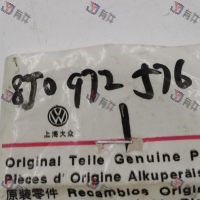 8J0 972 576
上海大众
1
Original Teile Genuine P
Pièces d' Origine Alkuperäis
原装零件 Recambios Origin